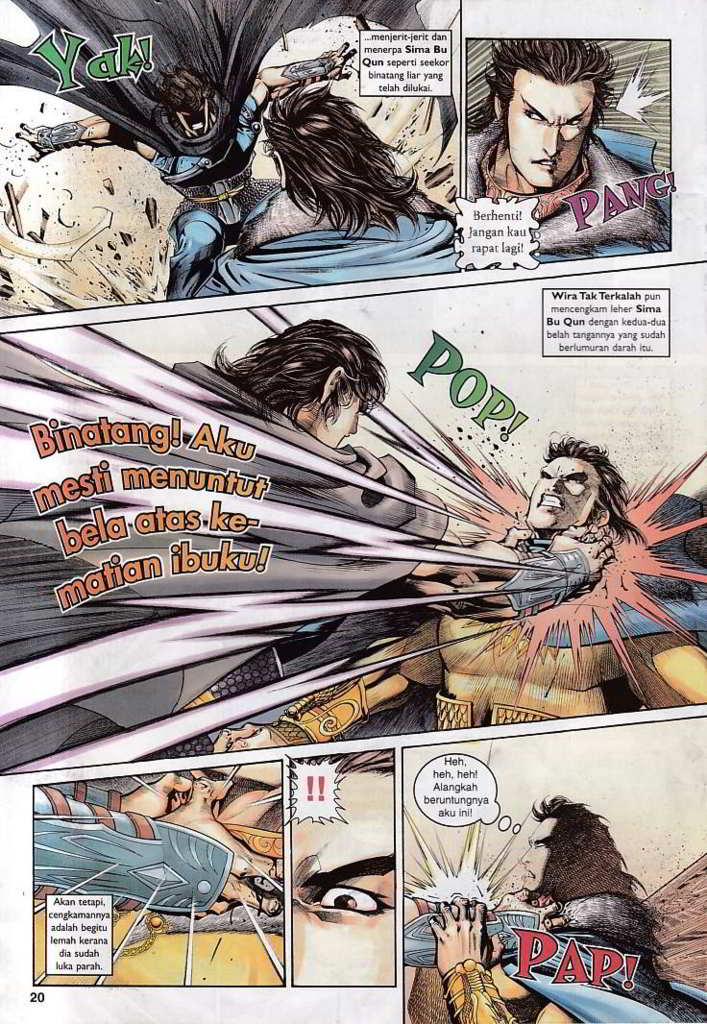 Yak!
...menjerit-jerit dan
menerpa Sima Bu
Qun seperti seekor
binatang liar yang
telah dilukai.
PANG!
Berhenti!
Jangan kau
rapat lagi!
Wira Tak Terkalah pun
mencengkam leher Sima
Bu Qun dengan kedua-dua
belah tangannya yang sudah
berlumuran darah itu.
POP!
Binatang! Aku
mesti menuntut
bela atas ke-
matian ibuku!
Akan tetapi,
cengkamannya
adalah begitu
lemah kerana
dia sudah
luka parah.
!!
Heh,
heh, heh!
Alangkah
beruntungnya
aku ini!
PAP!
20